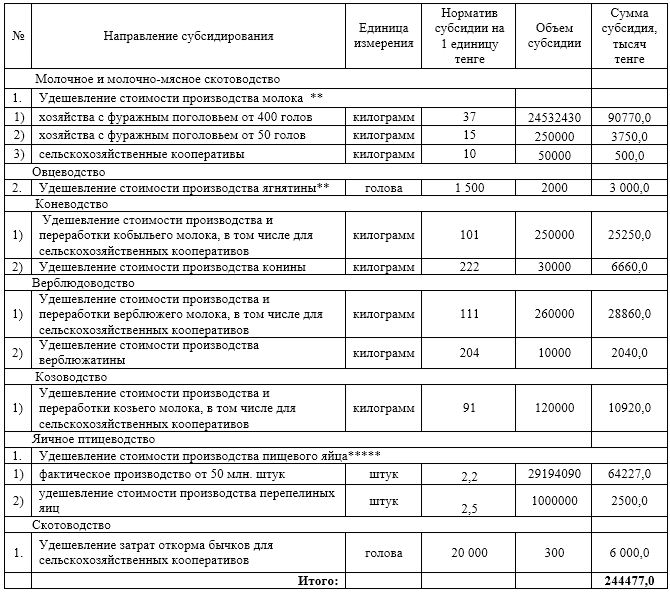 № Направление субсидирования Единица измерения Норматив субсидии на 1 единицу тенге Объем субсидии Сумма субсидия, тысяч тенге
Молочное и молочно-мясное скотоводство
1. Удешевление стоимости производства молока **
1) хозяйства с фуражным поголовьем от 400 голов килограмм 37 24532430 90770,0
2) хозяйства с фуражным поголовьем от 50 голов килограмм 15 250000 3750,0
3) сельскохозяйственные кооперативы килограмм 10 50000 500,0
Овцеводство
2. Удешевление стоимости производства ягнятины** голова 1 500 2000 3 000,0
Коневодство
1) Удешевление стоимости производства и
переработки кобыльего молока, в том числе для килограмм 101 250000 25250,0
сельскохозяйственных кооперативов
2) Удешевление стоимости производства конины килограмм 222 30000 6660,0
Верблюдоводство
1) Удешевление стоимости производства и
переработки верблюжего молока, в том числе для килограмм 111 260000 28860,0
сельскохозяйственных кооперативов
2) Удешевление стоимости производства
верблюжатины килограмм 204 10000 2040,0
Козоводство
1) Удешевление стоимости производства и
переработки козьего молока, в том числе для килограмм 91 120000 10920,0
сельскохозяйственных кооперативов
Яичное птицеводство
1. Удешевление стоимости производства пищевого яйца*****
1) фактическое производство от 50 млн. штук штук 2,2 29194090 64227,0
2) удешевление стоимости производства перепелиных
яиц штук 2,5 1000000 2500,0
Скотоводство
1. Удешевление затрат откорма бычков для
сельскохозяйственных кооперативов голова 20 000 300 6 000,0
Итого: 244477,0